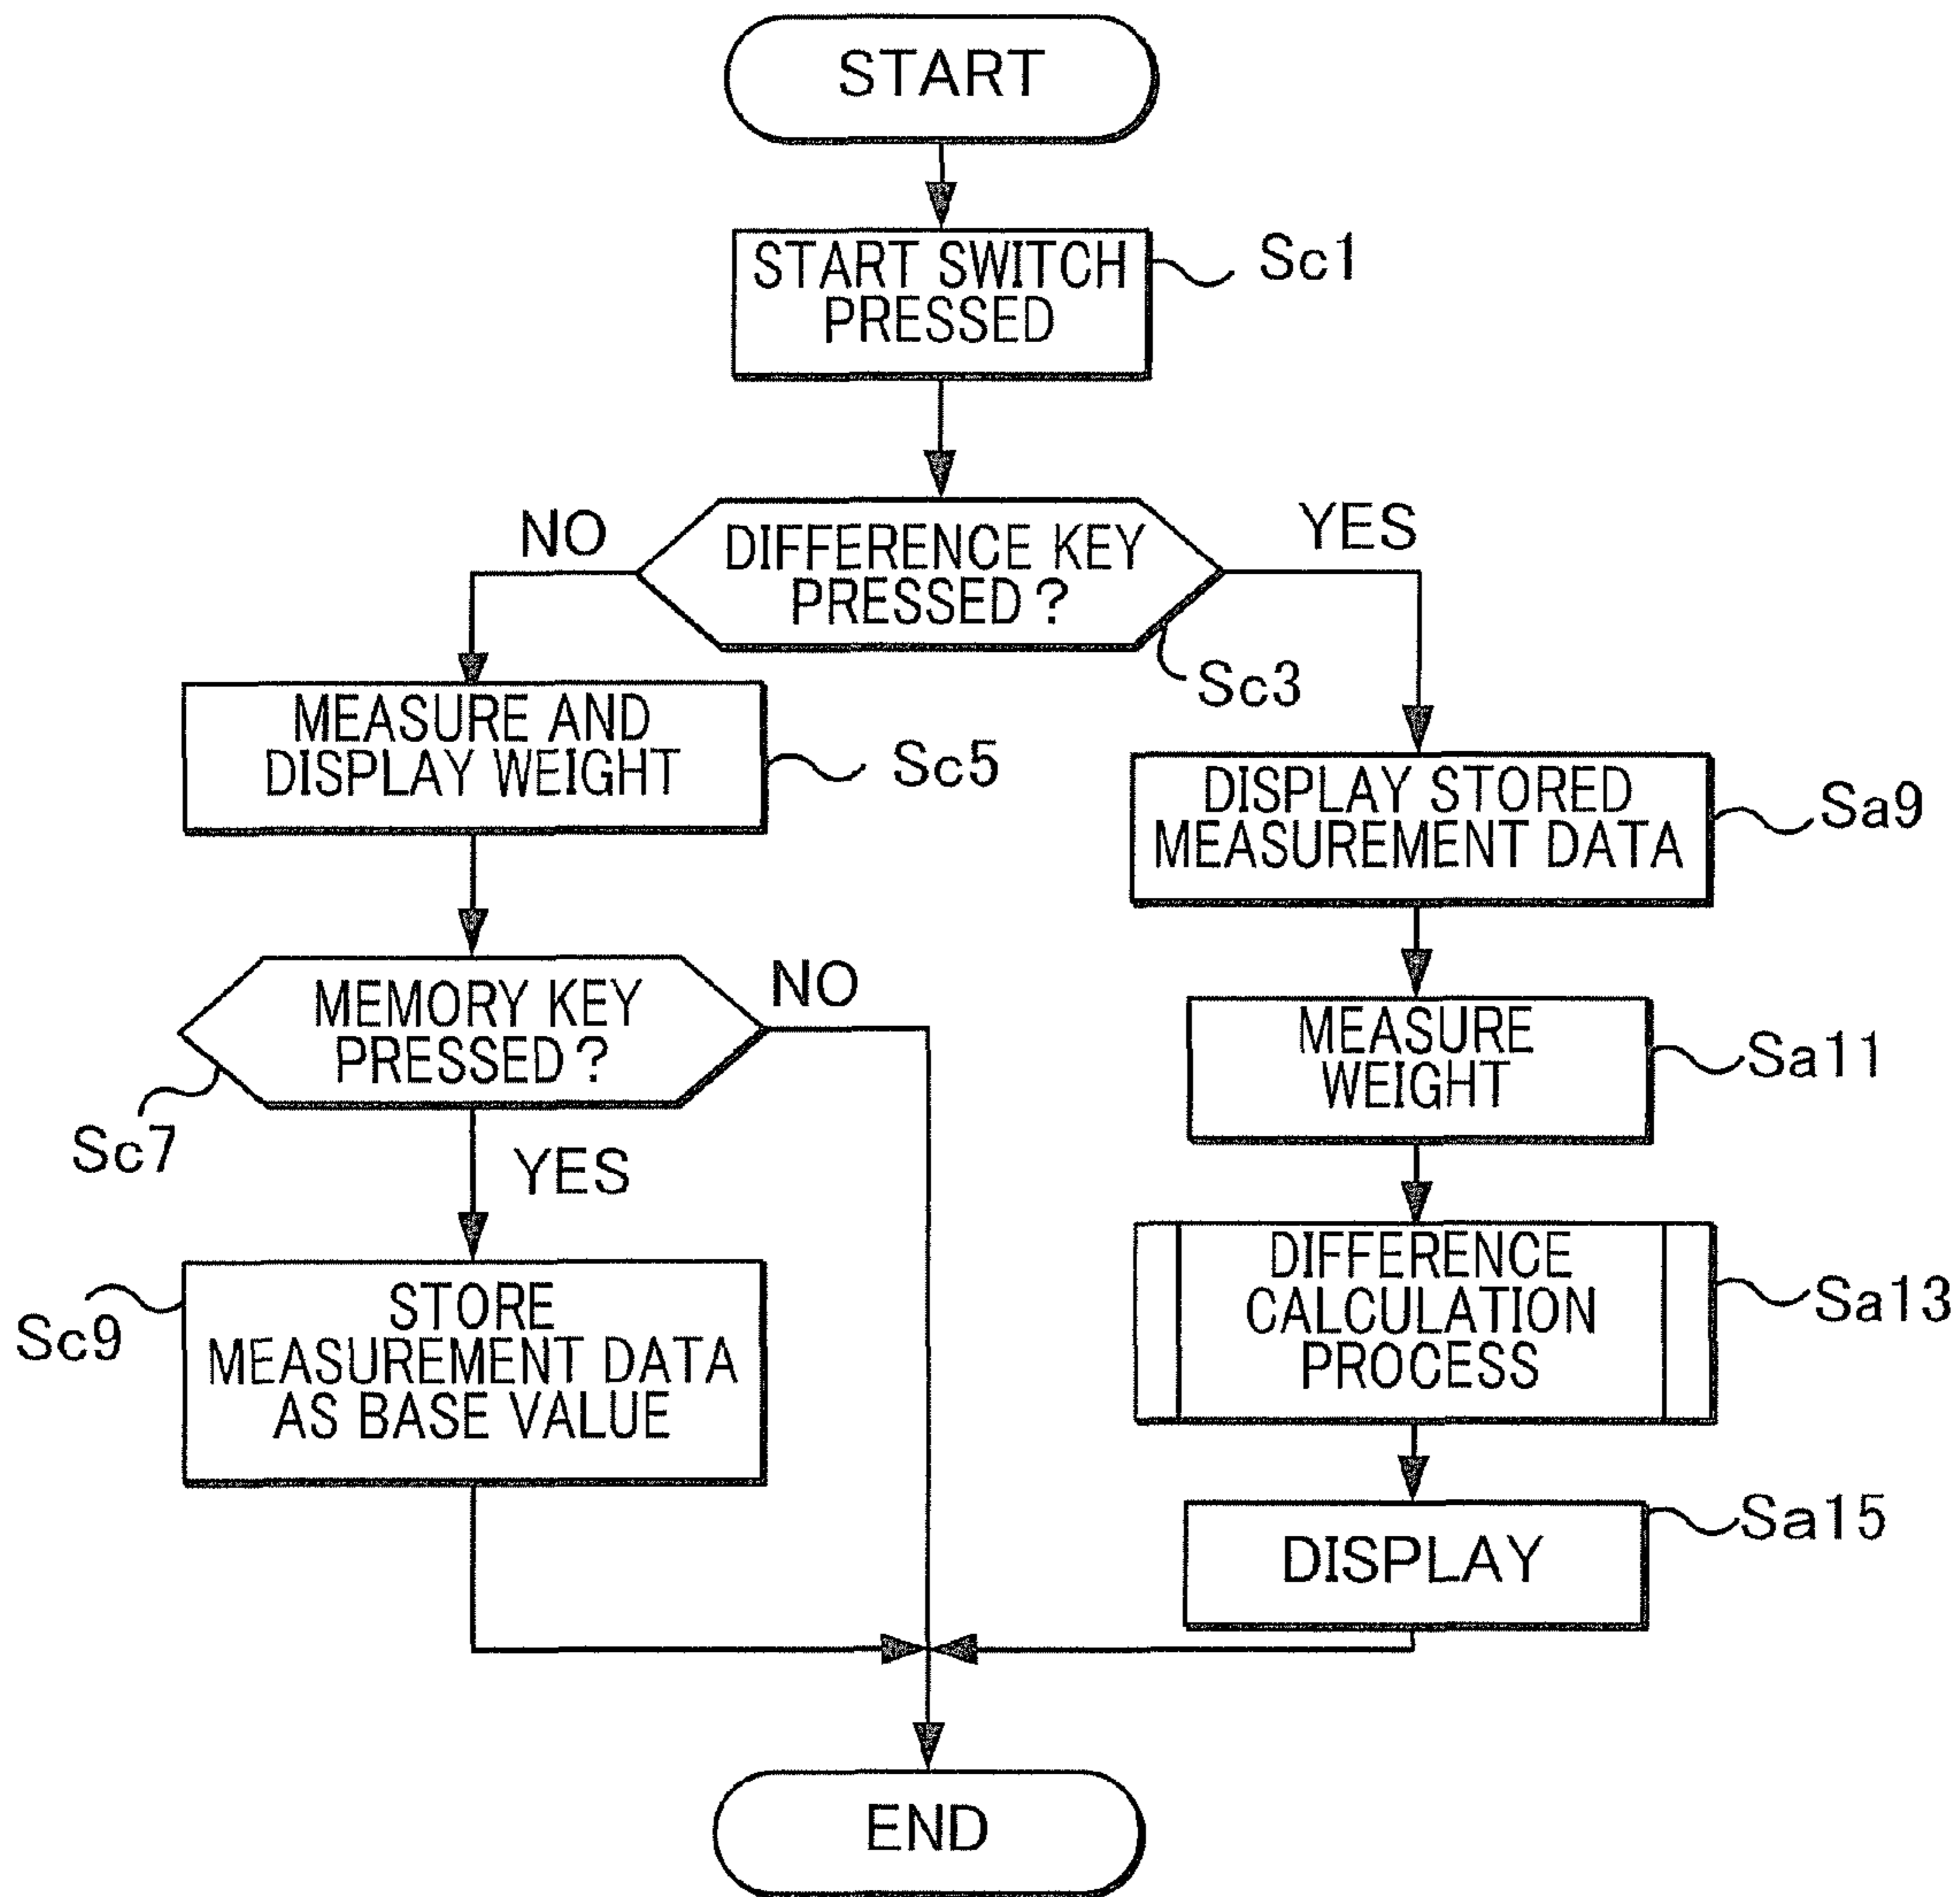 START
START SWITCH
PRESSED
Sc1
NO
DIFFERENCE KEY
PRESSED?
YES
Sc3
MEASURE AND
DISPLAY WEIGHT
Sc5
DISPLAY STORED
MEASUREMENT DATA
Sa9
MEMORY KEY
PRESSED?
NO
Sc7
YES
MEASURE
WEIGHT
Sa11
STORE
MEASUREMENT DATA
AS BASE VALUE
Sc9
DIFFERENCE
CALCULATION
PROCESS
Sa13
DISPLAY
Sa15
END